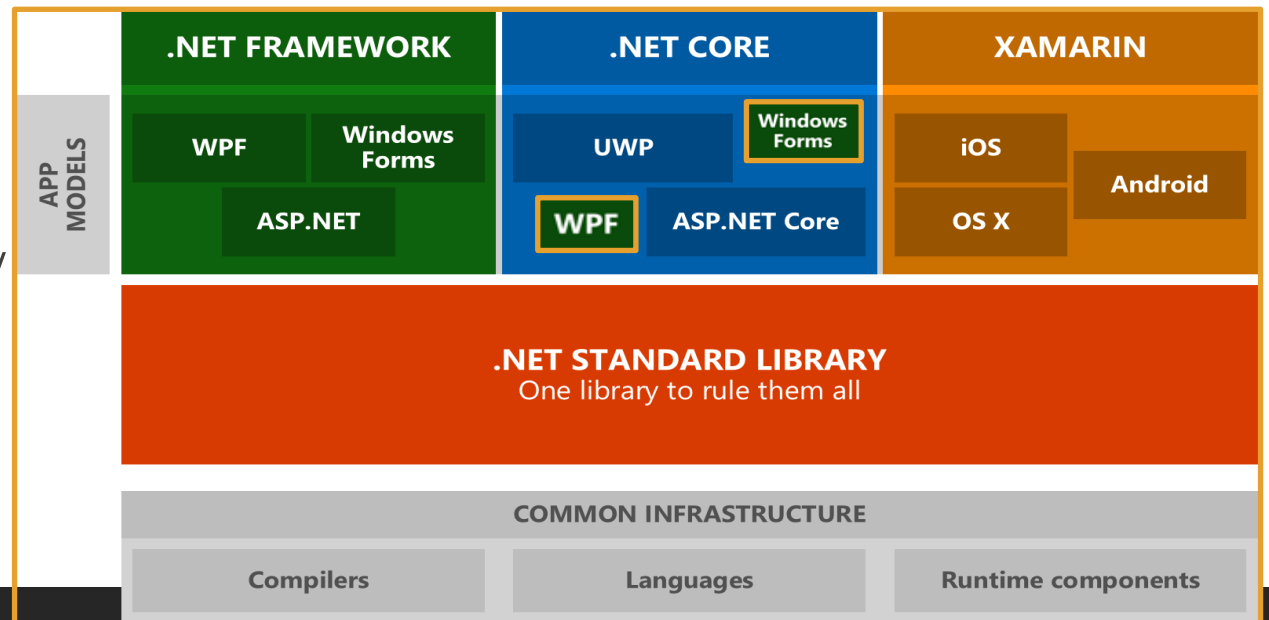 .NET FRAMEWORK
.NET CORE
XAMARIN
APP
MODELS
WPF
Windows
Forms
ASP.NET
UWP
Windows
Forms
WPF
ASP.NET Core
iOS
Android
OS X
.NET STANDARD LIBRARY
One library to rule them all
COMMON INFRASTRUCTURE
Compilers
Languages
Runtime components